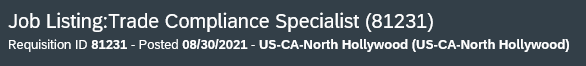 Job Listing:Trade Compliance Specialist (81231)
Requisition ID 81231 - Posted 08/30/2021 - US-CA-North Hollywood (US-CA-North Hollywood)